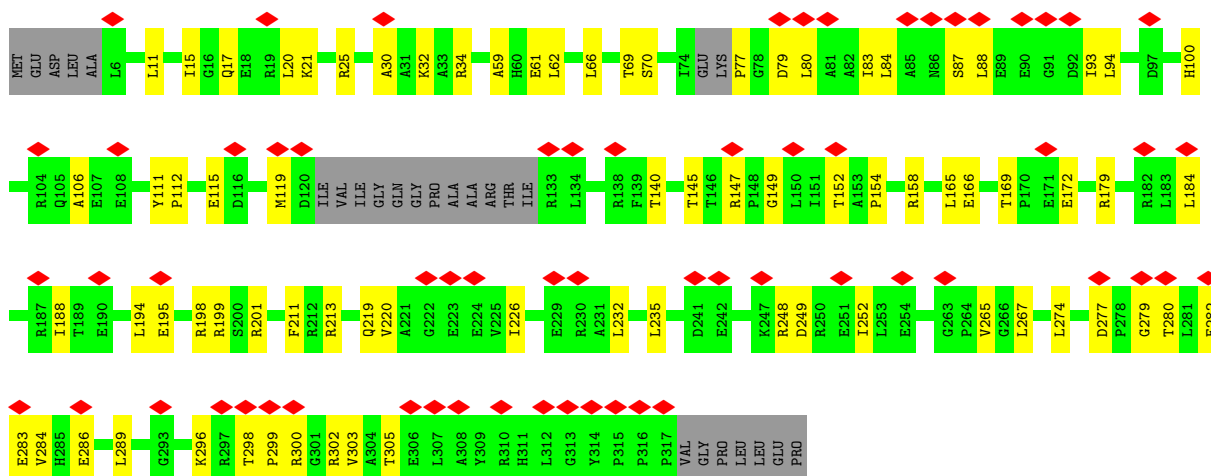 MET GLU ASP LEU ALA L6 L11 I15 G16 Q17 E18 R19 L20 K21 R25 A30 A31 K32 A33 R34 A59 H60 E61 L62 L66 T69 S70 I74 GLU LYS P77 G78 D79 L80 A81 A82 I83 L84 A85 N86 S87 L88 E89 E90 G91 D92 I93 L94 D97 H100
R104 Q105 A106 E107 E108 Y111 P112 E115 D116 M119 D120 ILE VAL ILE GLY GLN GLY PRO ALA ALA ARG THR ILE R133 L134 R138 F139 T140 T145 T146 R147 P148 G149 L150 I151 T152 A153 P154 R158 L165 E166 T169 P170 E171 E172 R179 R182 L183 L184
R187 I188 T189 E190 L194 E195 R198 R199 S200 R201 F211 R212 R213 Q219 V220 A221 G222 E223 E224 V225 I226 E229 R230 A231 L232 L235 D241 E242 K247 R248 D249 R250 E251 I252 L253 E254 G263 P264 V265 G266 L267 L274 D277 P278 G279 T280 L281
E283 V284 H285 E286 L289 G293 K296 R297 T298 P299 R300 G301 R302 V303 A304 T305 E306 L307 A308 Y309 R310 H311 L312 G313 Y314 P315 P316 P317 VAL GLY PRO LEU LEU GLU PRO